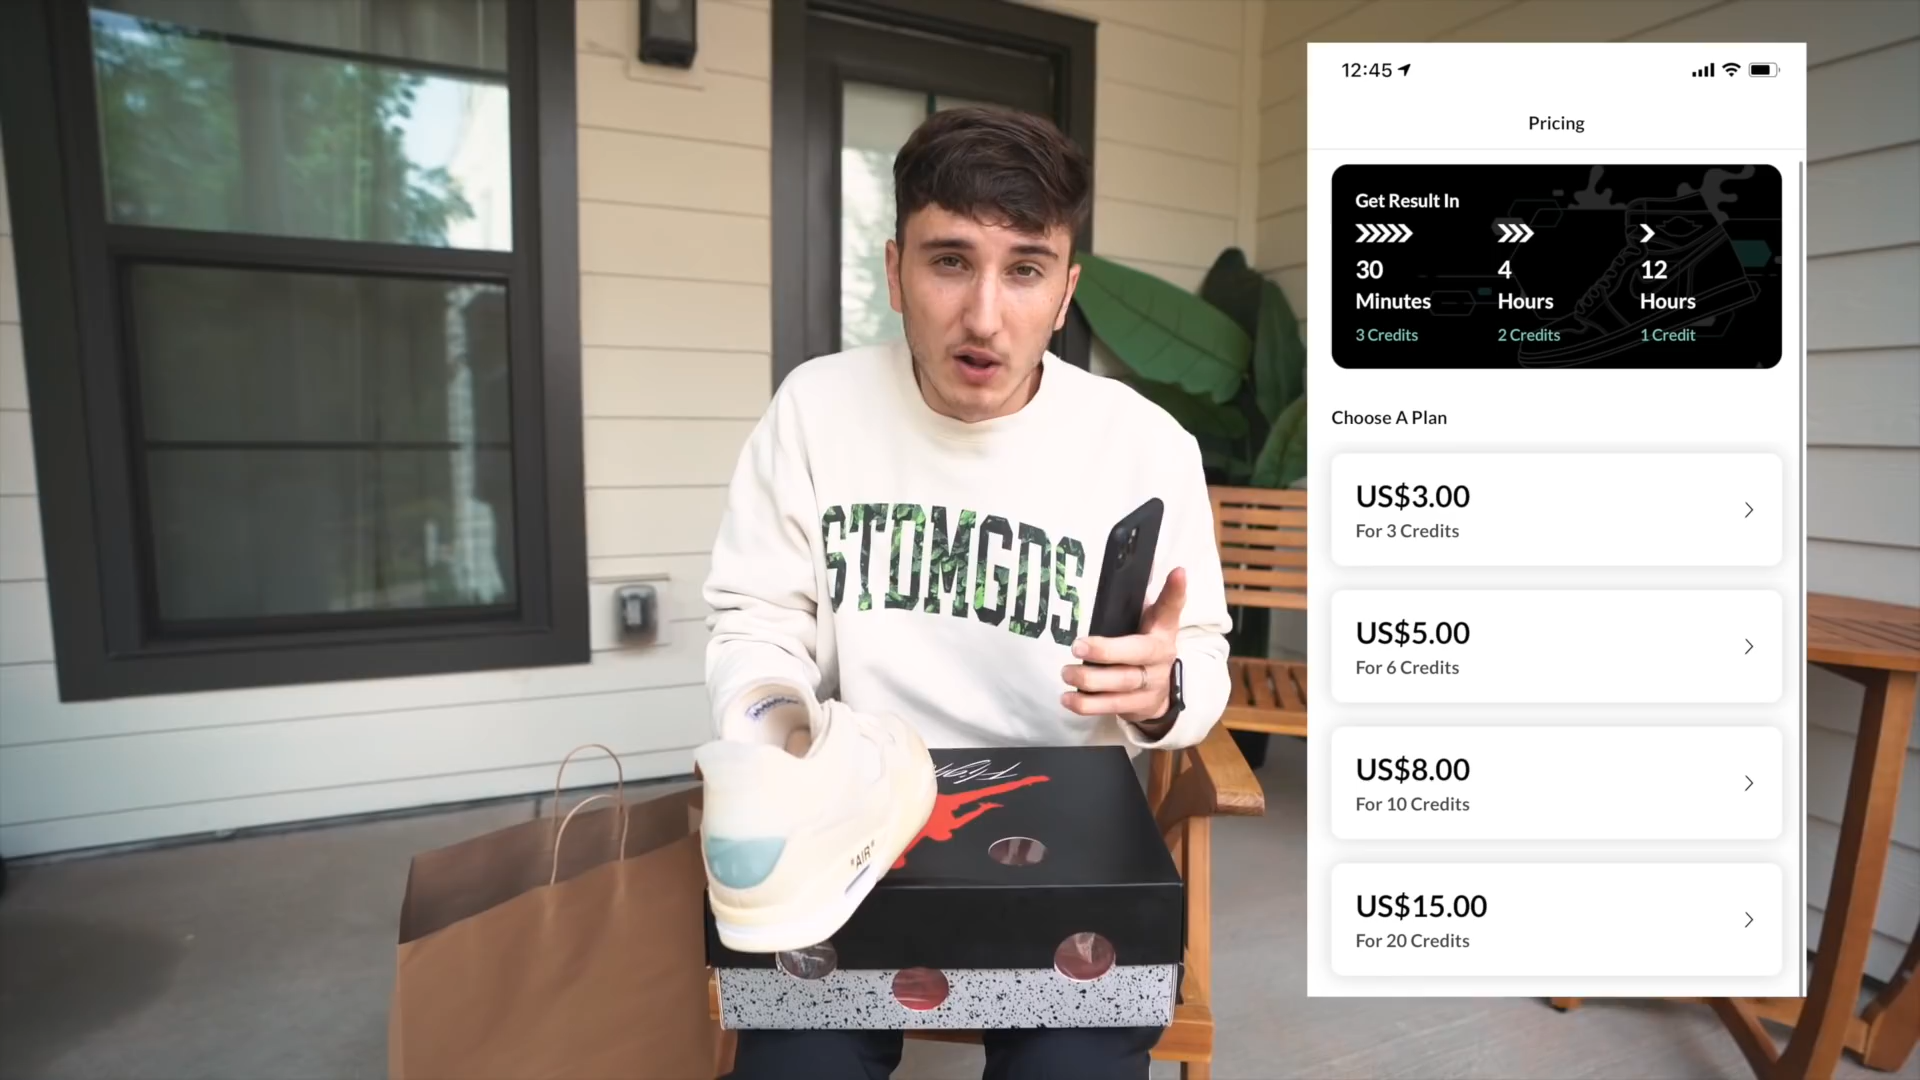 12:45
Pricing
Get Result In
30 Minutes
4 Hours
12 Hours
3 Credits
2 Credits
1 Credit
Choose A Plan
US$3.00
For 3 Credits
US$5.00
For 6 Credits
US$8.00
For 10 Credits
US$15.00
For 20 Credits
STDMGDS
"AIR"